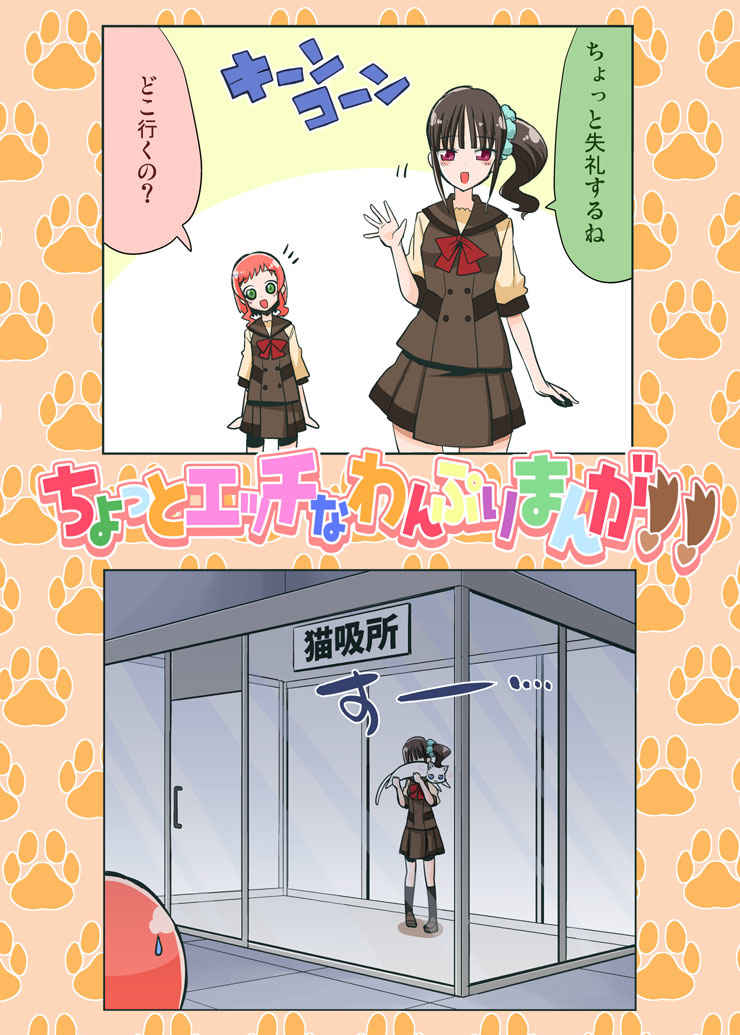 ちょっと失礼するね
キーン
コーン
どこ行くの？
ちょっとエッチなわんぷりまんが!!
猫吸所
すー…‥